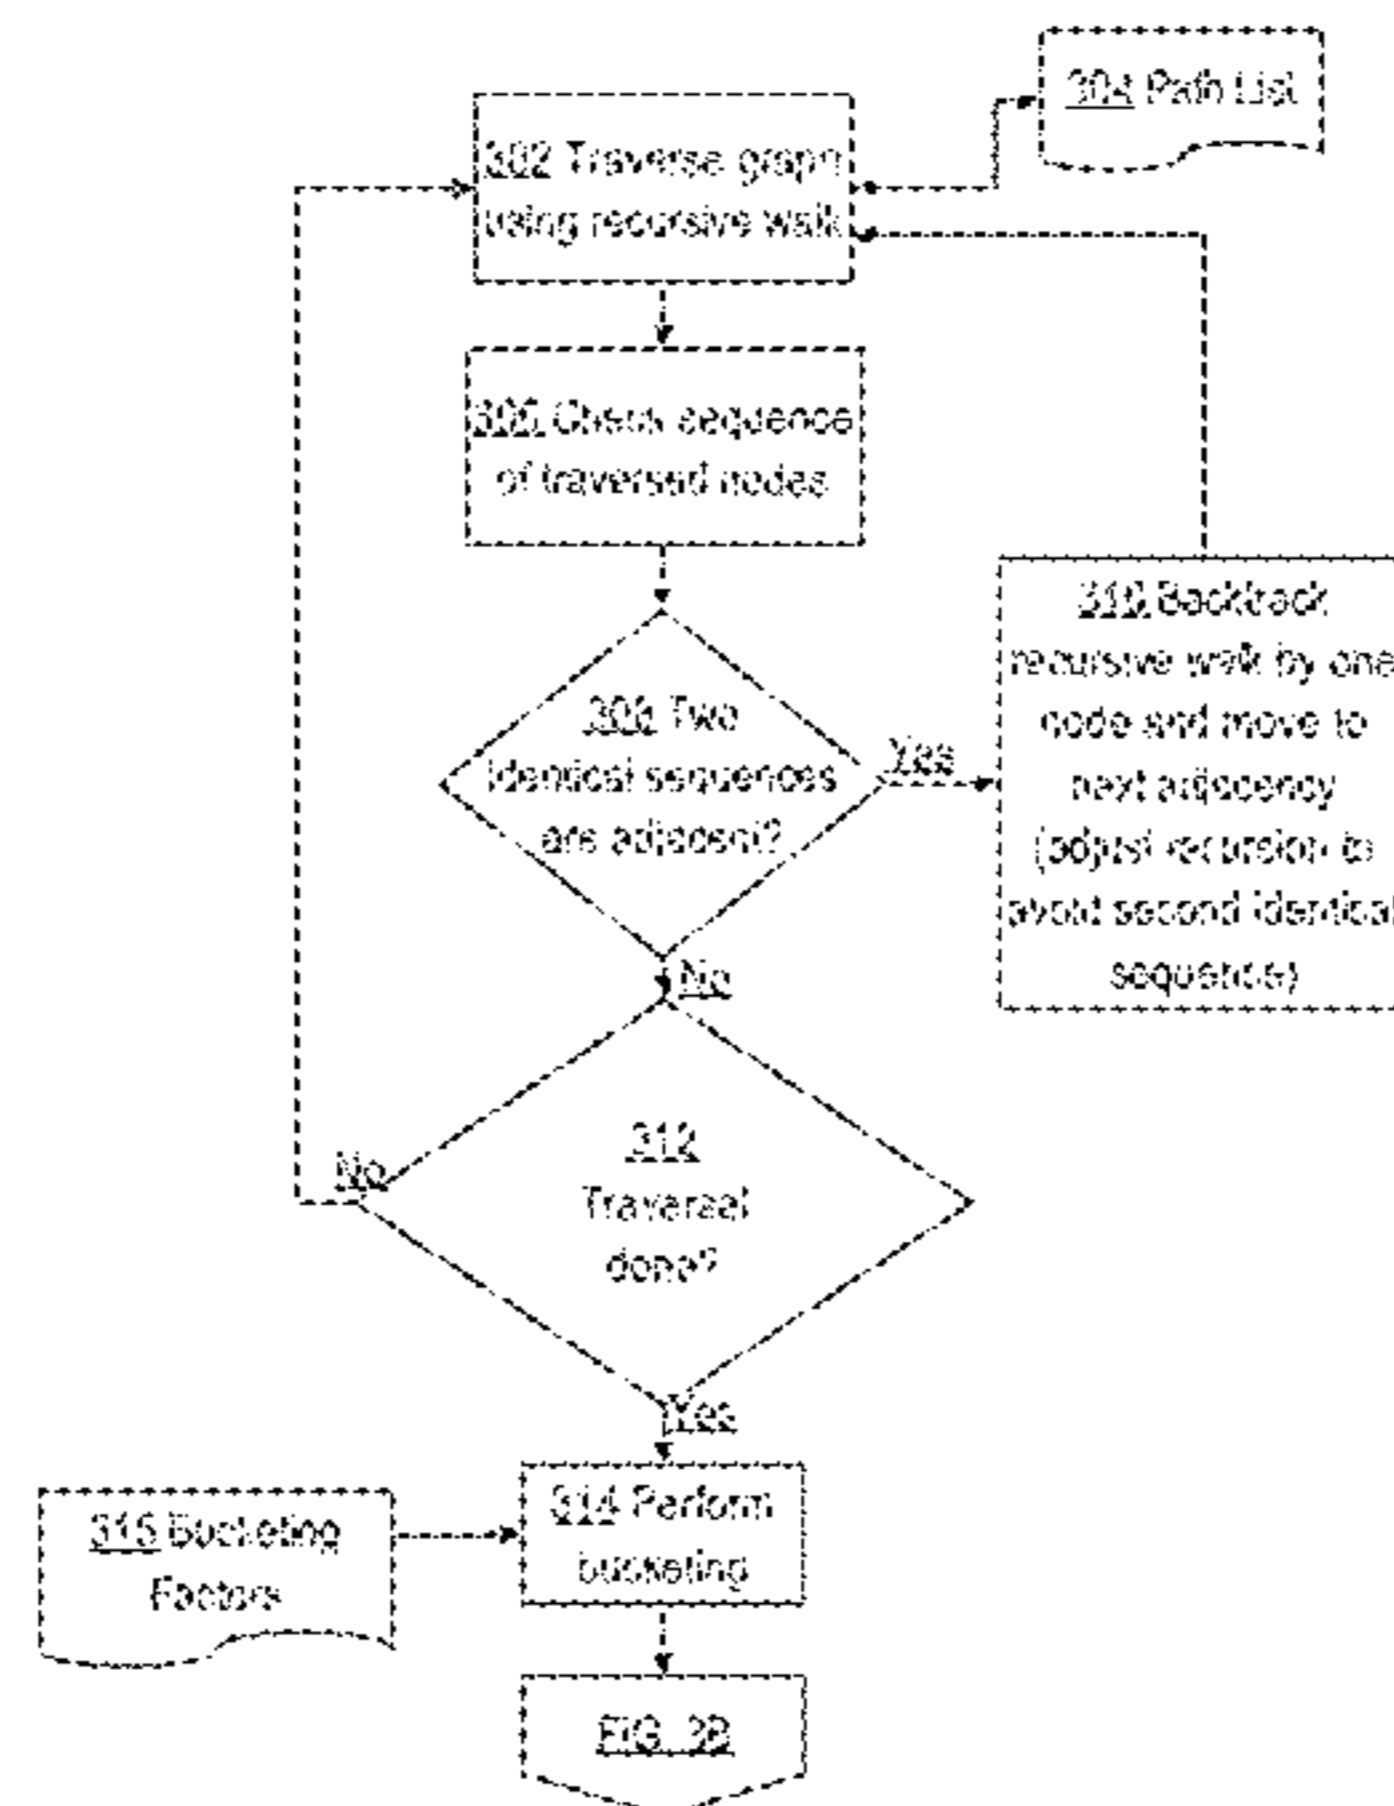 304 Path List
302 Traverse graph
using recursive walk
306 Check sequence
of traversed nodes
308 Two
identical sequences
are adjacent?
Yes
310 Backtrack
recursive walk by one
node and move to
next adjacency
(adjust recursion to
avoid second identical
sequence)
No
312
Traversal
done?
No
Yes
314 Perform
bucketing
316 Bucketing
Factors
FIG. 3B